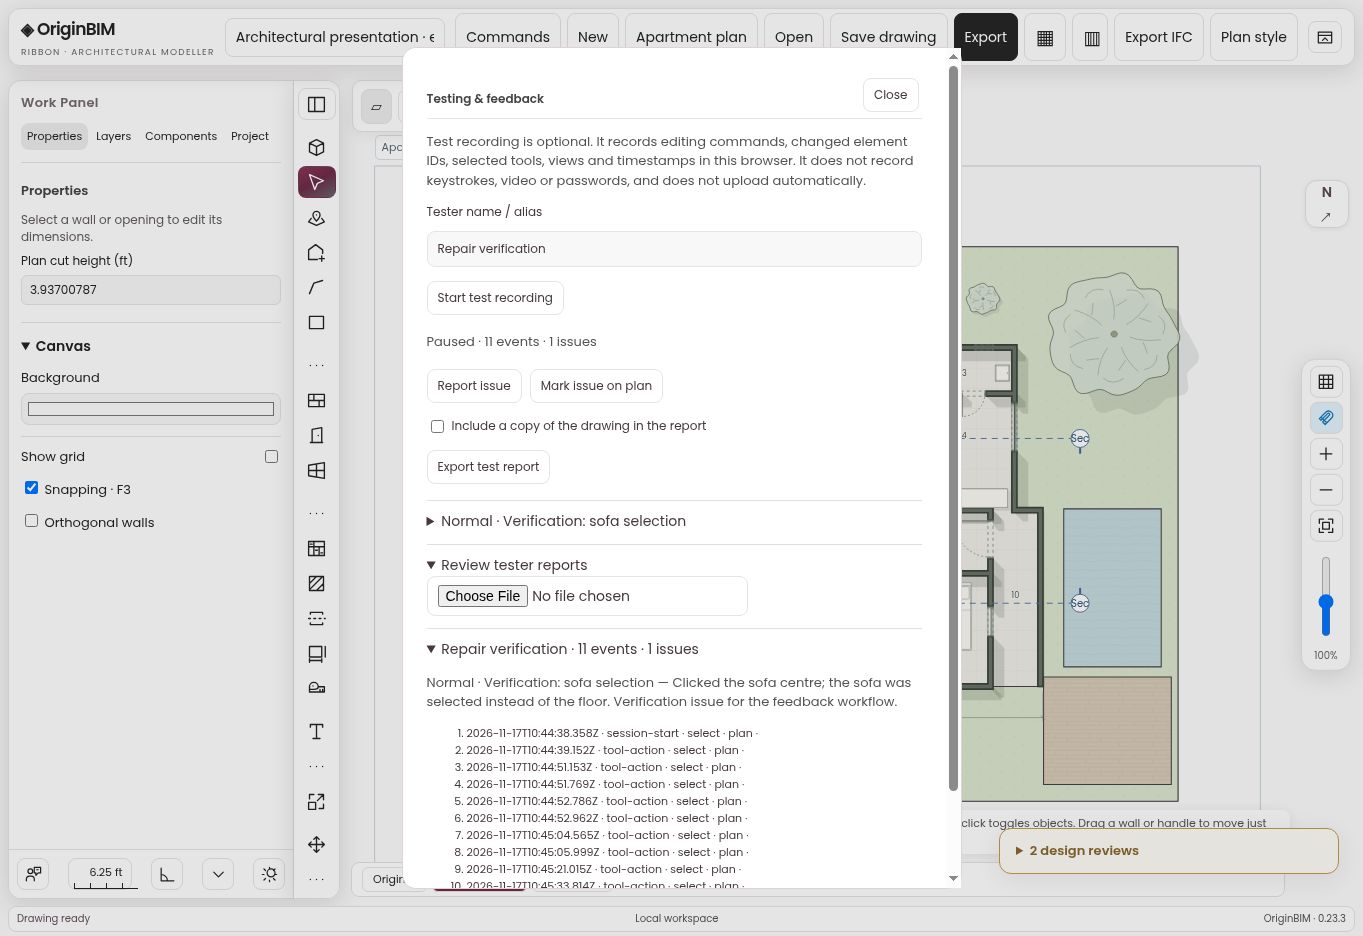 ◈ OriginBIM
RIBBON · ARCHITECTURAL MODELLER
Architectural presentation · e
Commands
New
Apartment plan
Open
Save drawing
Export
Export IFC
Plan style
Work Panel
Properties
Layers
Components
Project
Properties
Select a wall or opening to edit its
dimensions.
Plan cut height (ft)
3.93700787
▼ Canvas
Background
Show grid
Snapping · F3
Orthogonal walls
6.25 ft
Testing & feedback
Close
Test recording is optional. It records editing commands, changed element
IDs, selected tools, views and timestamps in this browser. It does not record
keystrokes, video or passwords, and does not upload automatically.
Tester name / alias
Repair verification
Start test recording
Paused · 11 events · 1 issues
Report issue
Mark issue on plan
Include a copy of the drawing in the report
Export test report
▶ Normal · Verification: sofa selection
▼ Review tester reports
Choose File No file chosen
▼ Repair verification · 11 events · 1 issues
Normal · Verification: sofa selection — Clicked the sofa centre; the sofa was
selected instead of the floor. Verification issue for the feedback workflow.
1. 2026-11-17T10:44:38.358Z · session-start · select · plan ·
2. 2026-11-17T10:44:39.152Z · tool-action · select · plan ·
3. 2026-11-17T10:44:51.153Z · tool-action · select · plan ·
4. 2026-11-17T10:44:51.769Z · tool-action · select · plan ·
5. 2026-11-17T10:44:52.786Z · tool-action · select · plan ·
6. 2026-11-17T10:44:52.962Z · tool-action · select · plan ·
7. 2026-11-17T10:45:04.565Z · tool-action · select · plan ·
8. 2026-11-17T10:45:05.999Z · tool-action · select · plan ·
9. 2026-11-17T10:45:21.015Z · tool-action · select · plan ·
10. 2026-11-17T10:45:33.814Z · tool-action · select · plan ·
N
↗
3
4
Sec
10
Sec
100%
click toggles objects. Drag a wall or handle to move just
▶ 2 design reviews
Drawing ready
Local workspace
OriginBIM · 0.23.3